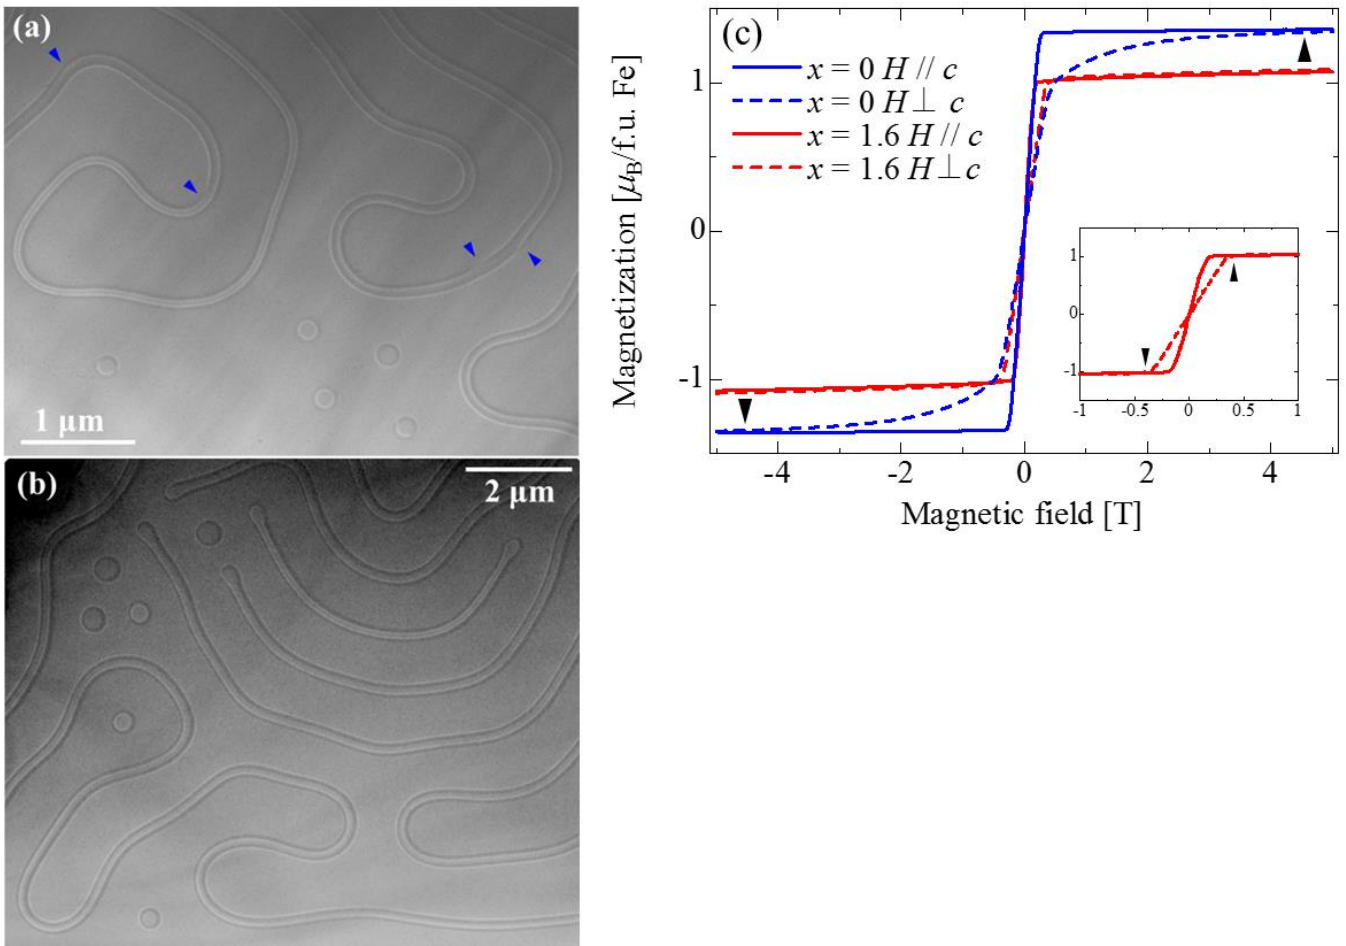 (a)
1 μm
(b)
2 μm
(c)
x = 0 H // c
x = 0 H ⊥ c
x = 1.6 H // c
x = 1.6 H ⊥ c
Magnetization [μB/f.u. Fe]
1
0
-1
-4 -2 0 2 4
Magnetic field [T]
1
0
-1
-1 -0.5 0 0.5 1